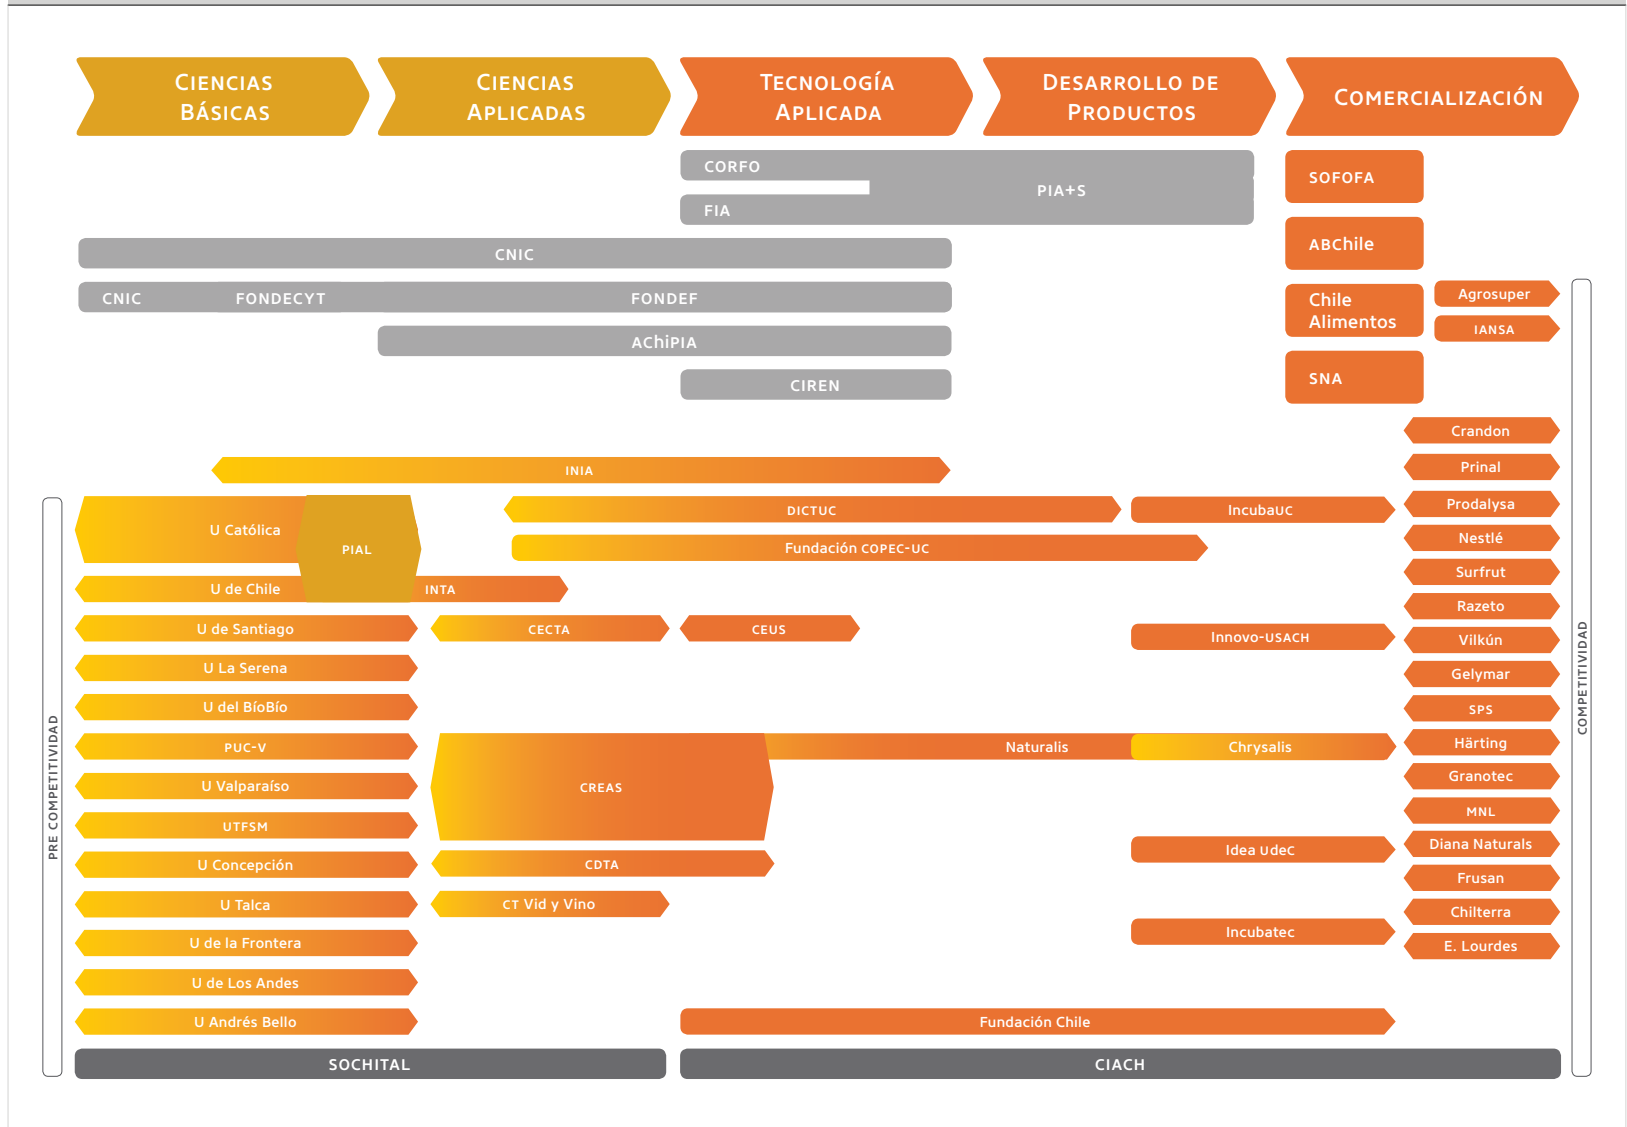 CIENCIAS
BÁSICAS
CIENCIAS
APLICADAS
TECNOLOGÍA
APLICADA
DESARROLLO DE
PRODUCTOS
COMERCIALIZACIÓN
CORFO
PIA+S
FIA
SOFOFA
ABChile
Chile
Alimentos
SNA
Agrosuper
IANSA
CNIC
CNIC
FONDECYT
FONDEF
AChiPIA
CIREN
INIA
U Católica
PIAL
DICTUC
IncubaUC
Fundación COPEC-UC
U de Chile
INTA
U de Santiago
CECTA
CEUS
Innovo-USACH
U La Serena
U del BíoBío
PUC-V
CREAS
Naturalis
Chrysalis
U Valparaíso
UTFSM
U Concepción
CDTA
Idea UdeC
U Talca
CT Vid y Vino
Incubatec
U de la Frontera
U de Los Andes
U Andrés Bello
Fundación Chile
Crandon
Prinal
Prodalysa
Nestlé
Surfrut
Razeto
Vilkún
Gelymar
SPS
Härting
Granotec
MNL
Diana Naturals
Frusan
Chilterra
E. Lourdes
SOCHITAL
CIACH
PRE COMPETITIVIDAD
COMPETITIVIDAD